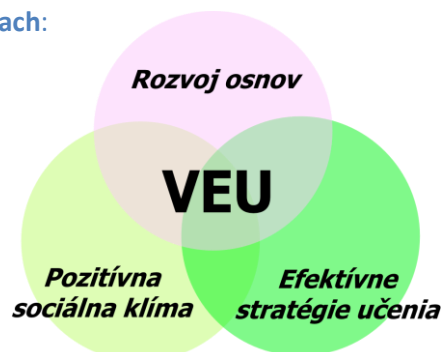 ach:
Rozvoj osnov
VEU
Pozitívna
sociálna klíma
Efektívne
stratégie učenia